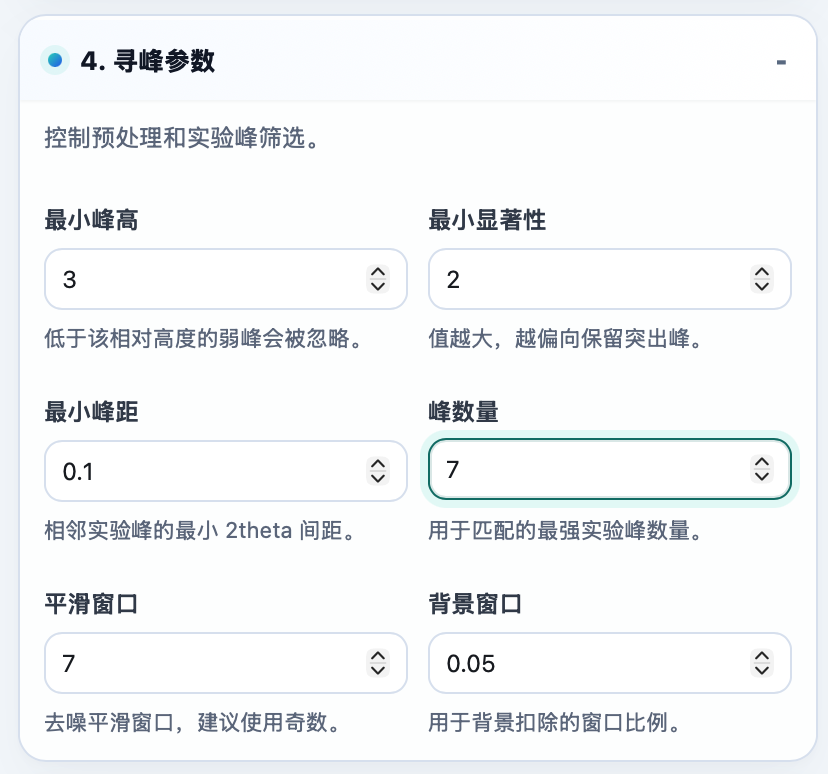 4. 寻峰参数
-
控制预处理和实验峰筛选。
最小峰高
最小显著性
3
2
低于该相对高度的弱峰会被忽略。
值越大，越偏向保留突出峰。
最小峰距
峰数量
0.1
7
相邻实验峰的最小 2theta 间距。
用于匹配的最强实验峰数量。
平滑窗口
背景窗口
7
0.05
去噪平滑窗口，建议使用奇数。
用于背景扣除的窗口比例。